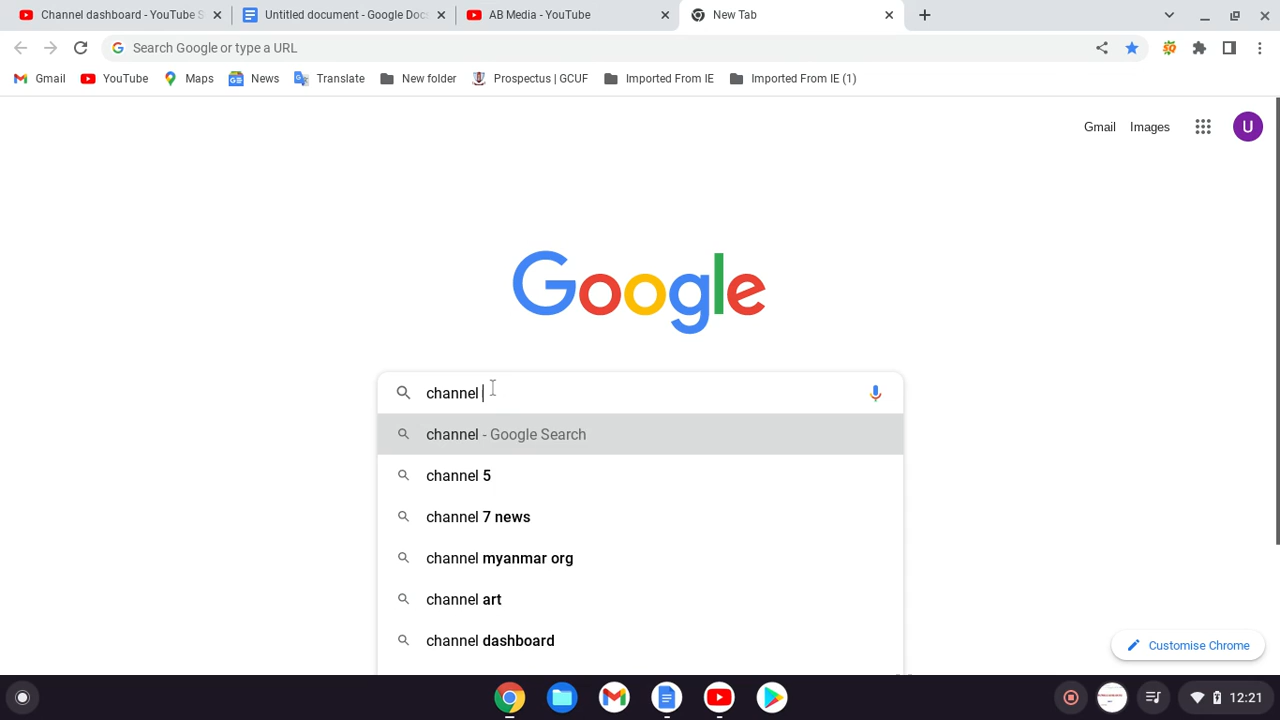 Channel dashboard - YouTube S
Untitled document - Google Docs
AB Media - YouTube
New Tab
Search Google or type a URL
Gmail
YouTube
Maps
News
Translate
New folder
Prospectus | GCUF
Imported From IE
Imported From IE (1)
Gmail
Images
U
Google
channel
channel - Google Search
channel 5
channel 7 news
channel myanmar org
channel art
channel dashboard
Customise Chrome
12:21